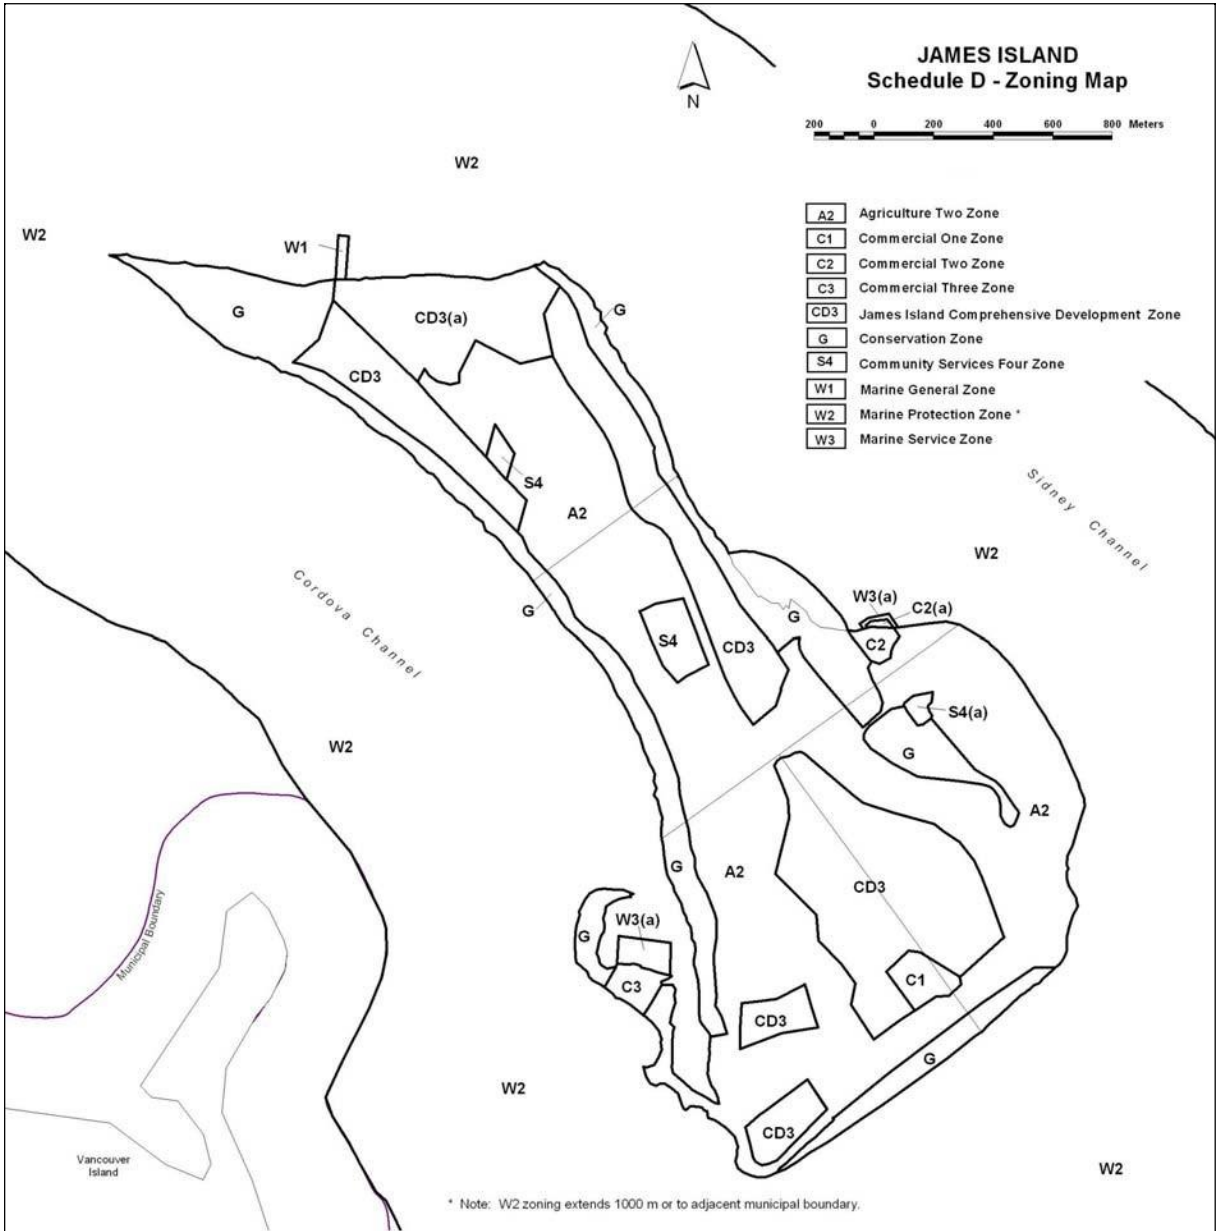 JAMES ISLAND
Schedule D - Zoning Map
N
200 0 200 400 600 800 Meters
A2 Agriculture Two Zone
C1 Commercial One Zone
C2 Commercial Two Zone
C3 Commercial Three Zone
CD3 James Island Comprehensive Development Zone
G Conservation Zone
S4 Community Services Four Zone
W1 Marine General Zone
W2 Marine Protection Zone *
W3 Marine Service Zone
W2
W2
W1
G
CD3(a)
G
CD3
S4
A2
Sidney Channel
W2
Cordova Channel
G
W3(a)
C2(a)
G
C2
S4
CD3
S4(a)
W2
G
A2
G
A2
CD3
Municipal Boundary
W3(a)
G
C3
C1
CD3
G
W2
CD3
Vancouver
Island
W2
* Note: W2 zoning extends 1000 m or to adjacent municipal boundary.